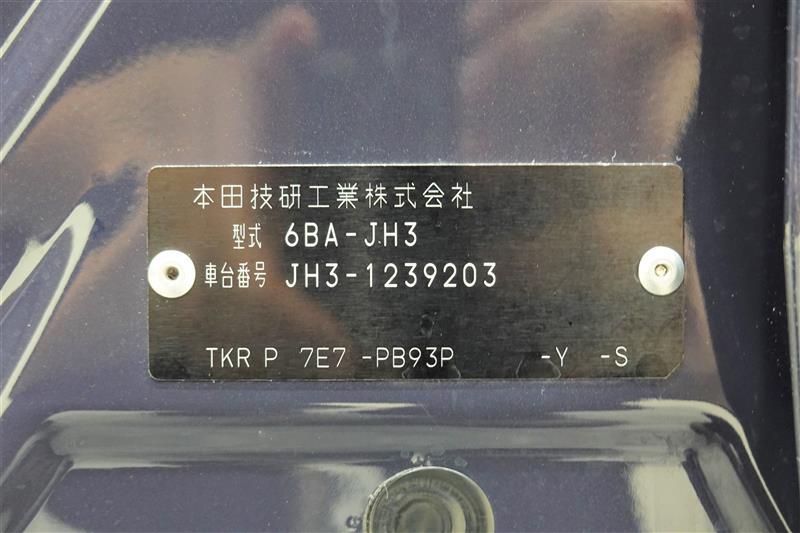 本田技研工業株式会社
型式 6BA-JH3
車台番号 JH3-1239203
TKR P 7E7 -PB93P -Y -S